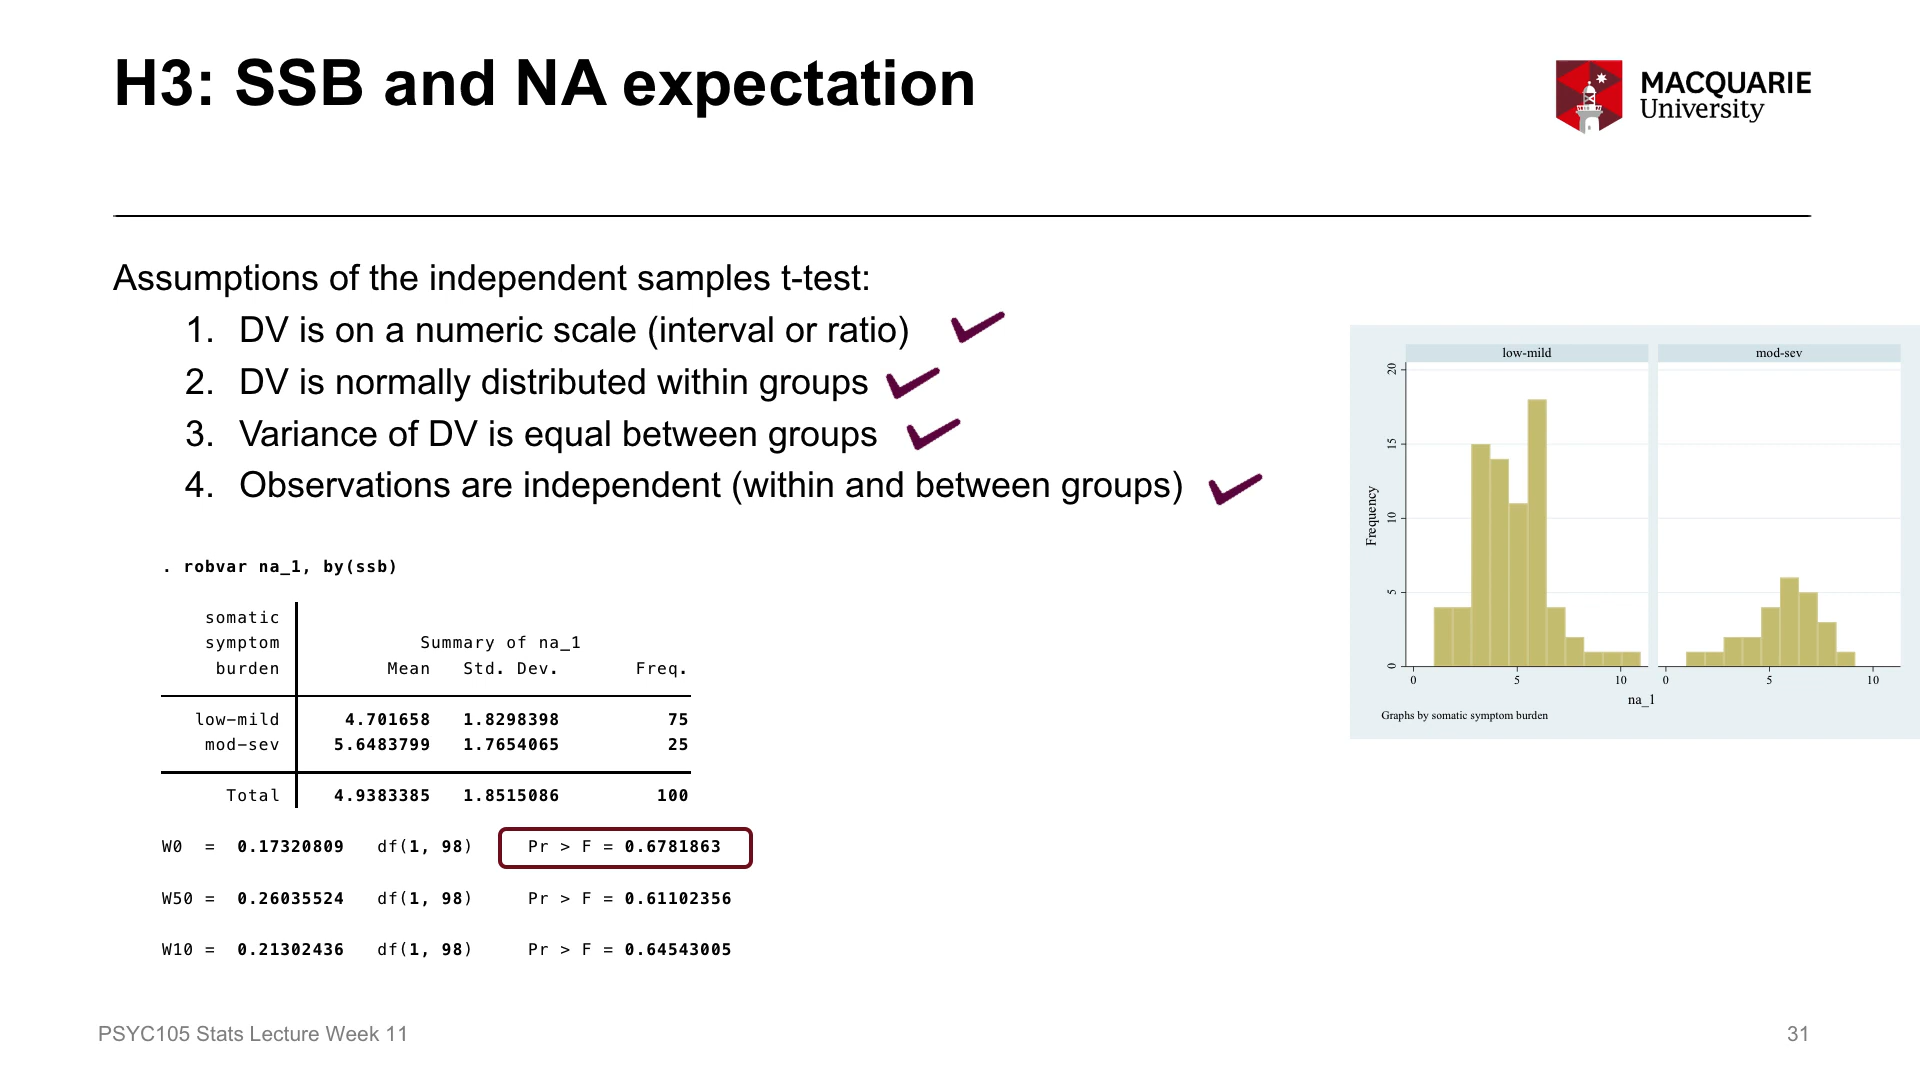 H3: SSB and NA expectation
MACQUARIE
University
Assumptions of the independent samples t-test:
1. DV is on a numeric scale (interval or ratio)
2. DV is normally distributed within groups
3. Variance of DV is equal between groups
4. Observations are independent (within and between groups)
. robvar na_1, by(ssb)
somatic
symptom Summary of na_1
burden Mean Std. Dev. Freq.
low-mild 4.701658 1.8298398 75
mod-sev 5.6483799 1.7654065 25
Total 4.9383385 1.8515086 100
W0 = 0.17320809 df(1, 98) Pr > F = 0.6781863
W50 = 0.26035524 df(1, 98) Pr > F = 0.61102356
W10 = 0.21302436 df(1, 98) Pr > F = 0.64543005
low-mild mod-sev
20
15
10
5
0
Frequency
0 5 10 0 5 10
na_1
Graphs by somatic symptom burden
PSYC105 Stats Lecture Week 11
31